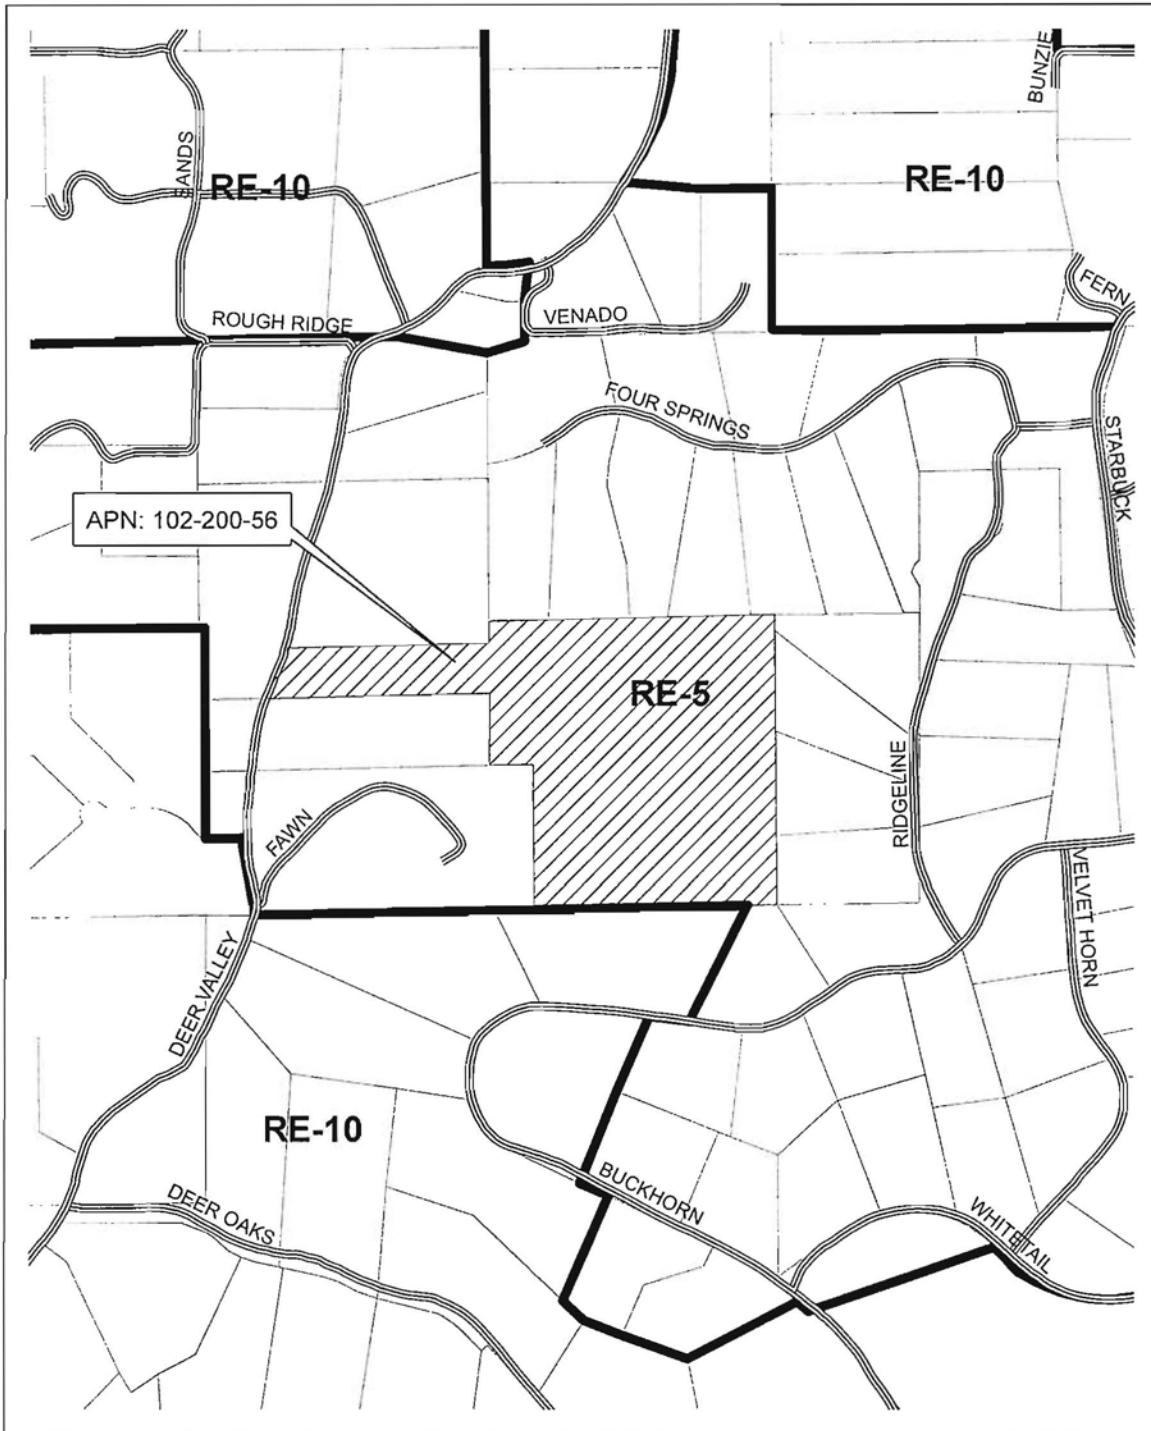 BUNZIE
SANDS
RE-10
RE-10
FERN
ROUGH RIDGE
VENADO
FOUR SPRINGS
STARBUCK
APN: 102-200-56
RE-5
RIDGELINE
FAWN
VELVET HORN
DEER VALLEY
RE-10
DEER OAKS
BUCKHORN
WHITETAIL